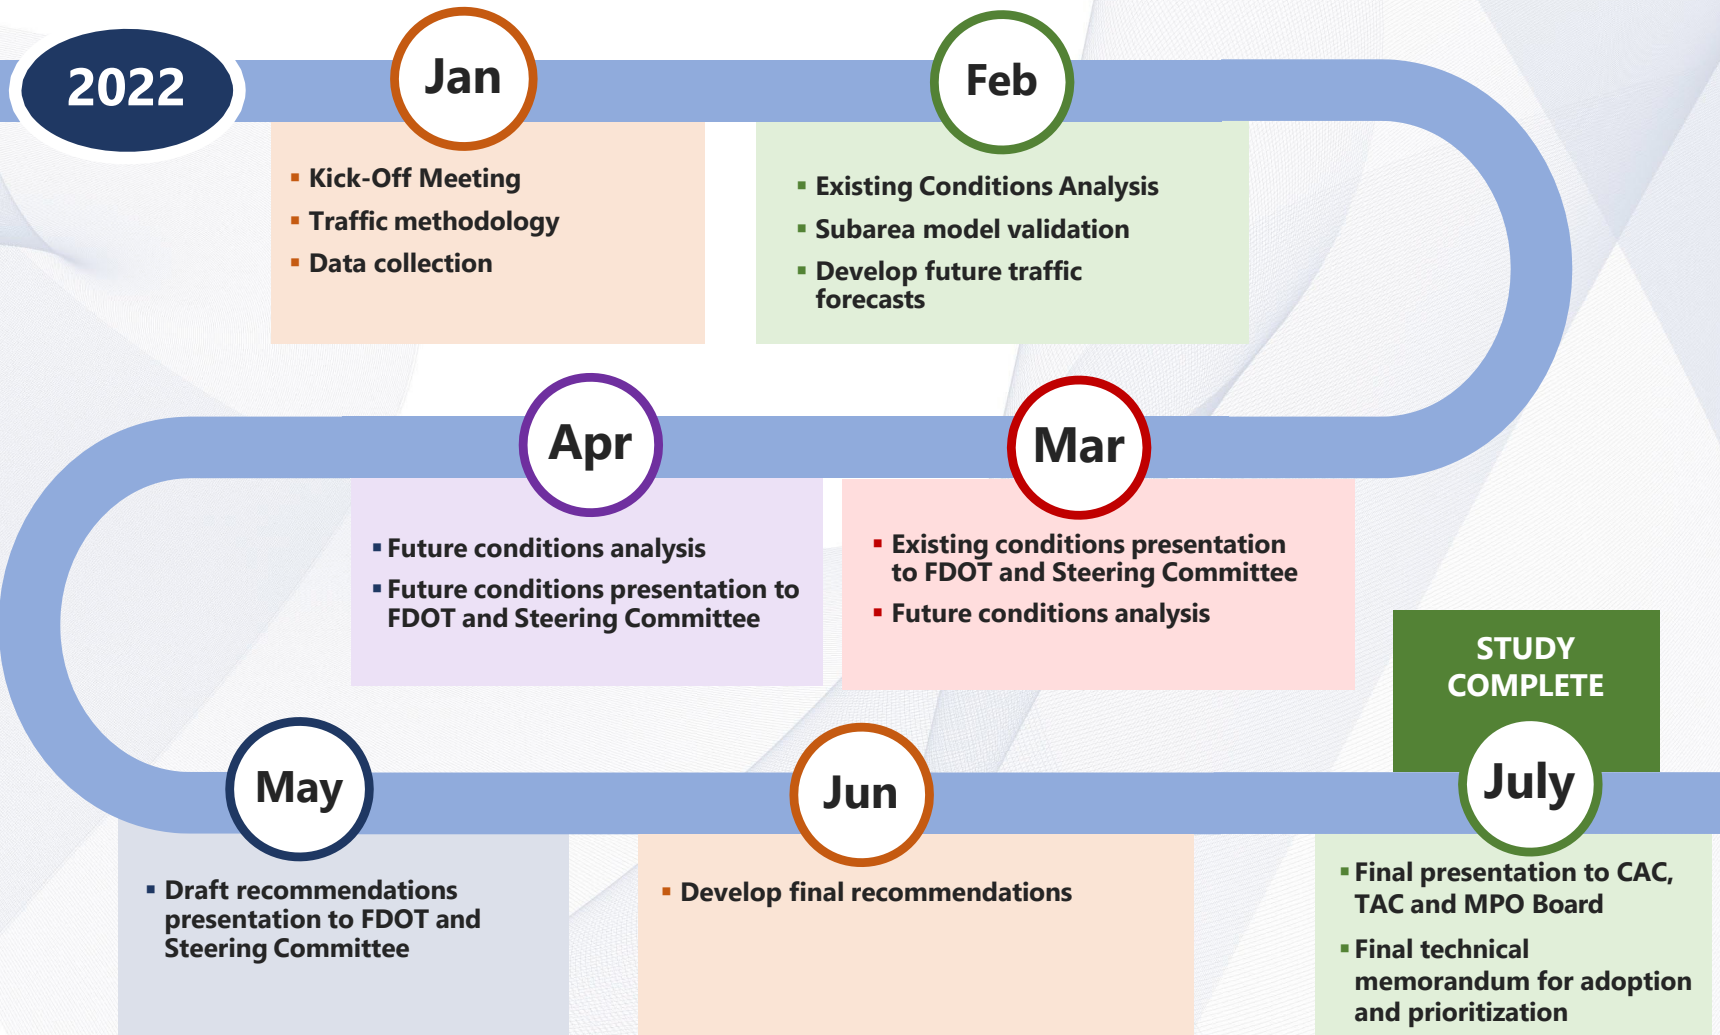 2022
Jan
▪ Kick-Off Meeting
▪ Traffic methodology
▪ Data collection
Feb
▪ Existing Conditions Analysis
▪ Subarea model validation
▪ Develop future traffic
forecasts
Mar
▪ Existing conditions presentation
to FDOT and Steering Committee
▪ Future conditions analysis
Apr
▪ Future conditions analysis
▪ Future conditions presentation to
FDOT and Steering Committee
May
▪ Draft recommendations
presentation to FDOT and
Steering Committee
Jun
▪ Develop final recommendations
STUDY
COMPLETE
July
▪ Final presentation to CAC,
TAC and MPO Board
▪ Final technical
memorandum for adoption
and prioritization